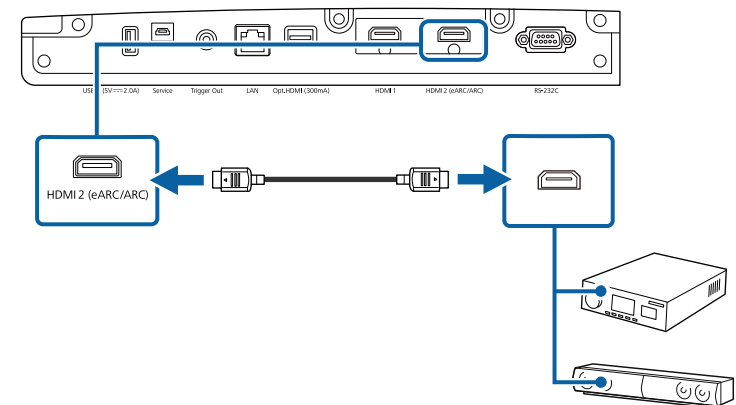 USB (5V⎓2.0A) Service Trigger Out LAN Opt.HDMI (300mA) HDMI 1 HDMI 2 (eARC/ARC) RS-232C
HDMI 2 (eARC/ARC)